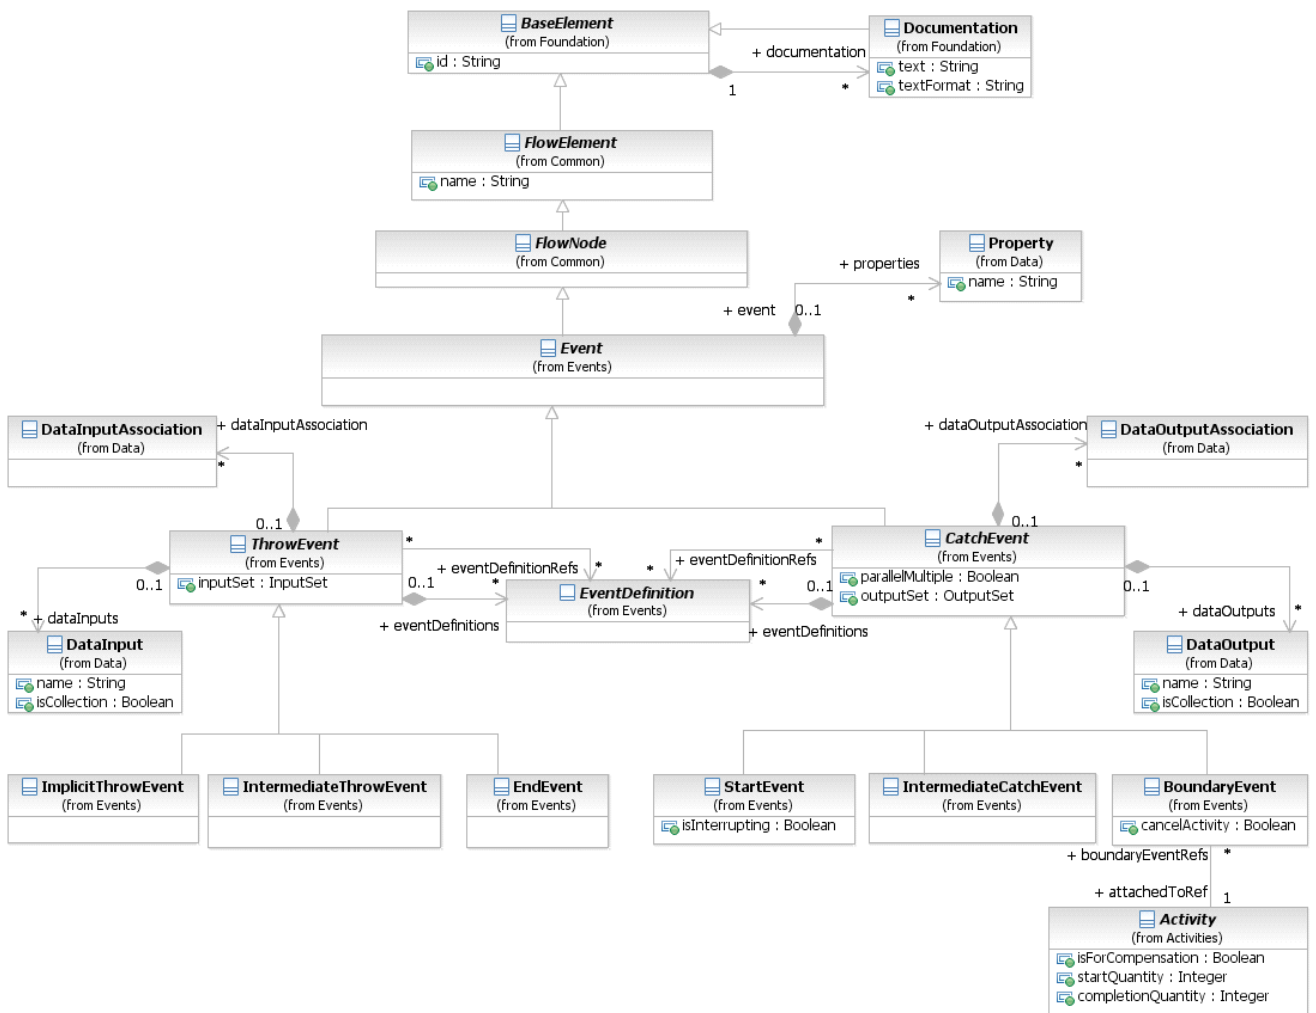 BaseElement
(from Foundation)
id : String
Documentation
(from Foundation)
text : String
textFormat : String
+ documentation
1
*
FlowElement
(from Common)
name : String
FlowNode
(from Common)
Property
(from Data)
name : String
+ properties
*
+ event
0..1
Event
(from Events)
DataInputAssociation
(from Data)
+ dataInputAssociation
*
+ dataOutputAssociation
*
DataOutputAssociation
(from Data)
0..1
0..1
ThrowEvent
(from Events)
inputSet : InputSet
*
+ eventDefinitionRefs
*
0..1
*
+ eventDefinitions
EventDefinition
(from Events)
*
+ eventDefinitionRefs
*
*
0..1
+ eventDefinitions
CatchEvent
(from Events)
parallelMultiple : Boolean
outputSet : OutputSet
0..1
* + dataInputs
0..1
+ dataOutputs
*
DataInput
(from Data)
name : String
isCollection : Boolean
DataOutput
(from Data)
name : String
isCollection : Boolean
ImplicitThrowEvent
(from Events)
IntermediateThrowEvent
(from Events)
EndEvent
(from Events)
StartEvent
(from Events)
isInterrupting : Boolean
IntermediateCatchEvent
(from Events)
BoundaryEvent
(from Events)
cancelActivity : Boolean
+ boundaryEventRefs
*
+ attachedToRef
1
Activity
(from Activities)
isForCompensation : Boolean
startQuantity : Integer
completionQuantity : Integer